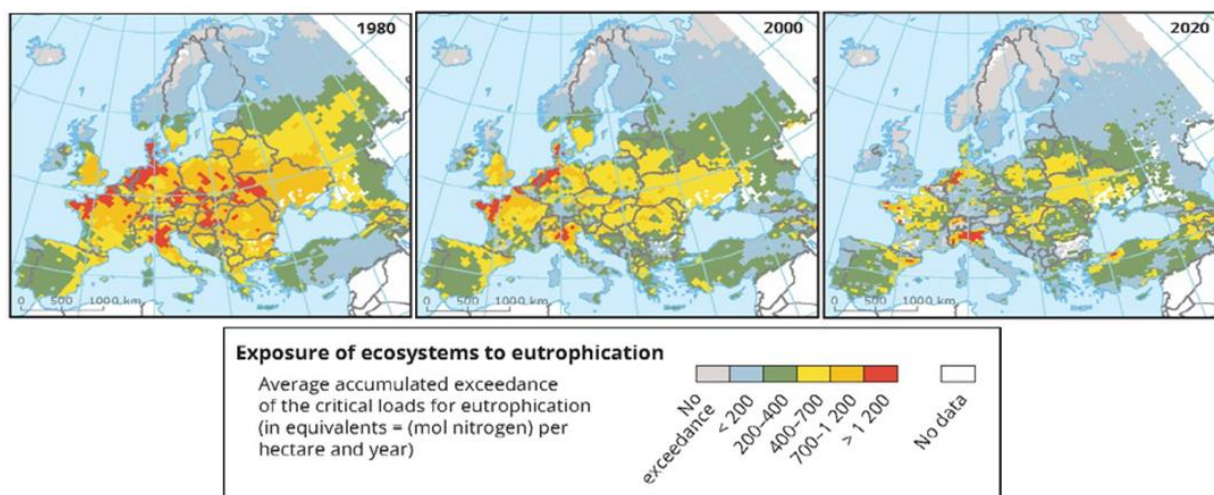 1980
2000
2020
0 500 1000 km
0 500 1000 km
0 500 1000 km
Exposure of ecosystems to eutrophication
Average accumulated exceedance
of the critical loads for eutrophication
(in equivalents = (mol nitrogen) per
hectare and year)
No
exceedance
< 200
200–400
400–700
700–1 200
> 1 200
No data